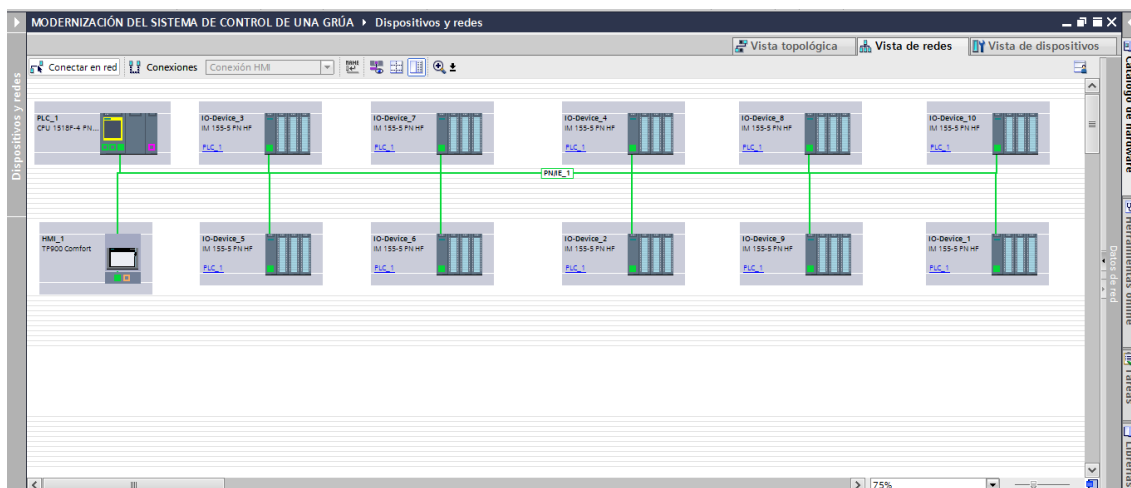 MODERNIZACIÓN DEL SISTEMA DE CONTROL DE UNA GRÚA ▸ Dispositivos y redes
Vista topológica Vista de redes Vista de dispositivos
Conectar en red Conexiones Conexión HMI
Dispositivos y redes
PLC_1
CPU 1518F-4 PN...
IO-Device_3
IM 155-5 PN HF
PLC_1
IO-Device_7
IM 155-5 PN HF
PLC_1
IO-Device_4
IM 155-5 PN HF
PLC_1
IO-Device_8
IM 155-5 PN HF
PLC_1
IO-Device_10
IM 155-5 PN HF
PLC_1
PN/IE_1
HMI_1
TP900 Comfort
IO-Device_5
IM 155-5 PN HF
PLC_1
IO-Device_6
IM 155-5 PN HF
PLC_1
IO-Device_2
IM 155-5 PN HF
PLC_1
IO-Device_9
IM 155-5 PN HF
PLC_1
IO-Device_1
IM 155-5 PN HF
PLC_1
75%
Datos de red
Catálogo de hardware
Herramientas online
Tareas
Librerías